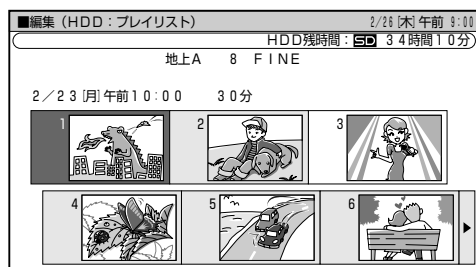 ■編集(HDD:プレイリスト) 2/26[木]午前 9:00
HDD残時間:SD 34時間10分
地上A 8 FINE
2/23[月]午前10:00 30分
1 2 3
4 5 6